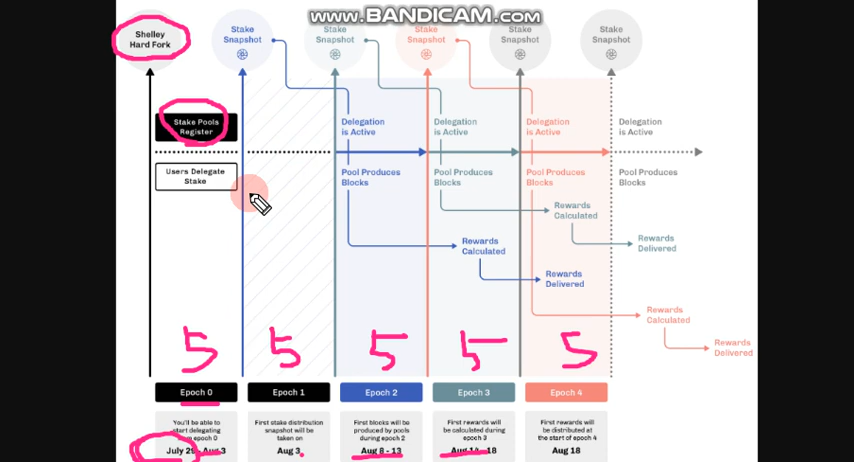 www.BANDICAM.com
Shelley
Hard Fork
Stake
Snapshot
Stake
Snapshot
Stake
Snapshot
Stake
Snapshot
Stake
Snapshot
Stake Pools
Register
Users Delegate
Stake
Delegation
is Active
Delegation
is Active
Delegation
is Active
Delegation
is Active
Pool Produces
Blocks
Pool Produces
Blocks
Pool Produces
Blocks
Pool Produces
Blocks
Rewards
Calculated
Rewards
Delivered
Rewards
Calculated
Rewards
Delivered
Rewards
Calculated
Rewards
Delivered
5 5 5 5 5
Epoch 0
Epoch 1
Epoch 2
Epoch 3
Epoch 4
You'll be able to
start delegating
epoch 0
July 29 - Aug 3
First stake distribution
snapshot will be
taken on
Aug 3
First blocks will be
produced by pools
during epoch 2
Aug 8 - 13
First rewards will
be calculated during
epoch 3
Aug 18
First rewards will
be distributed at
the start of epoch 4
Aug 18